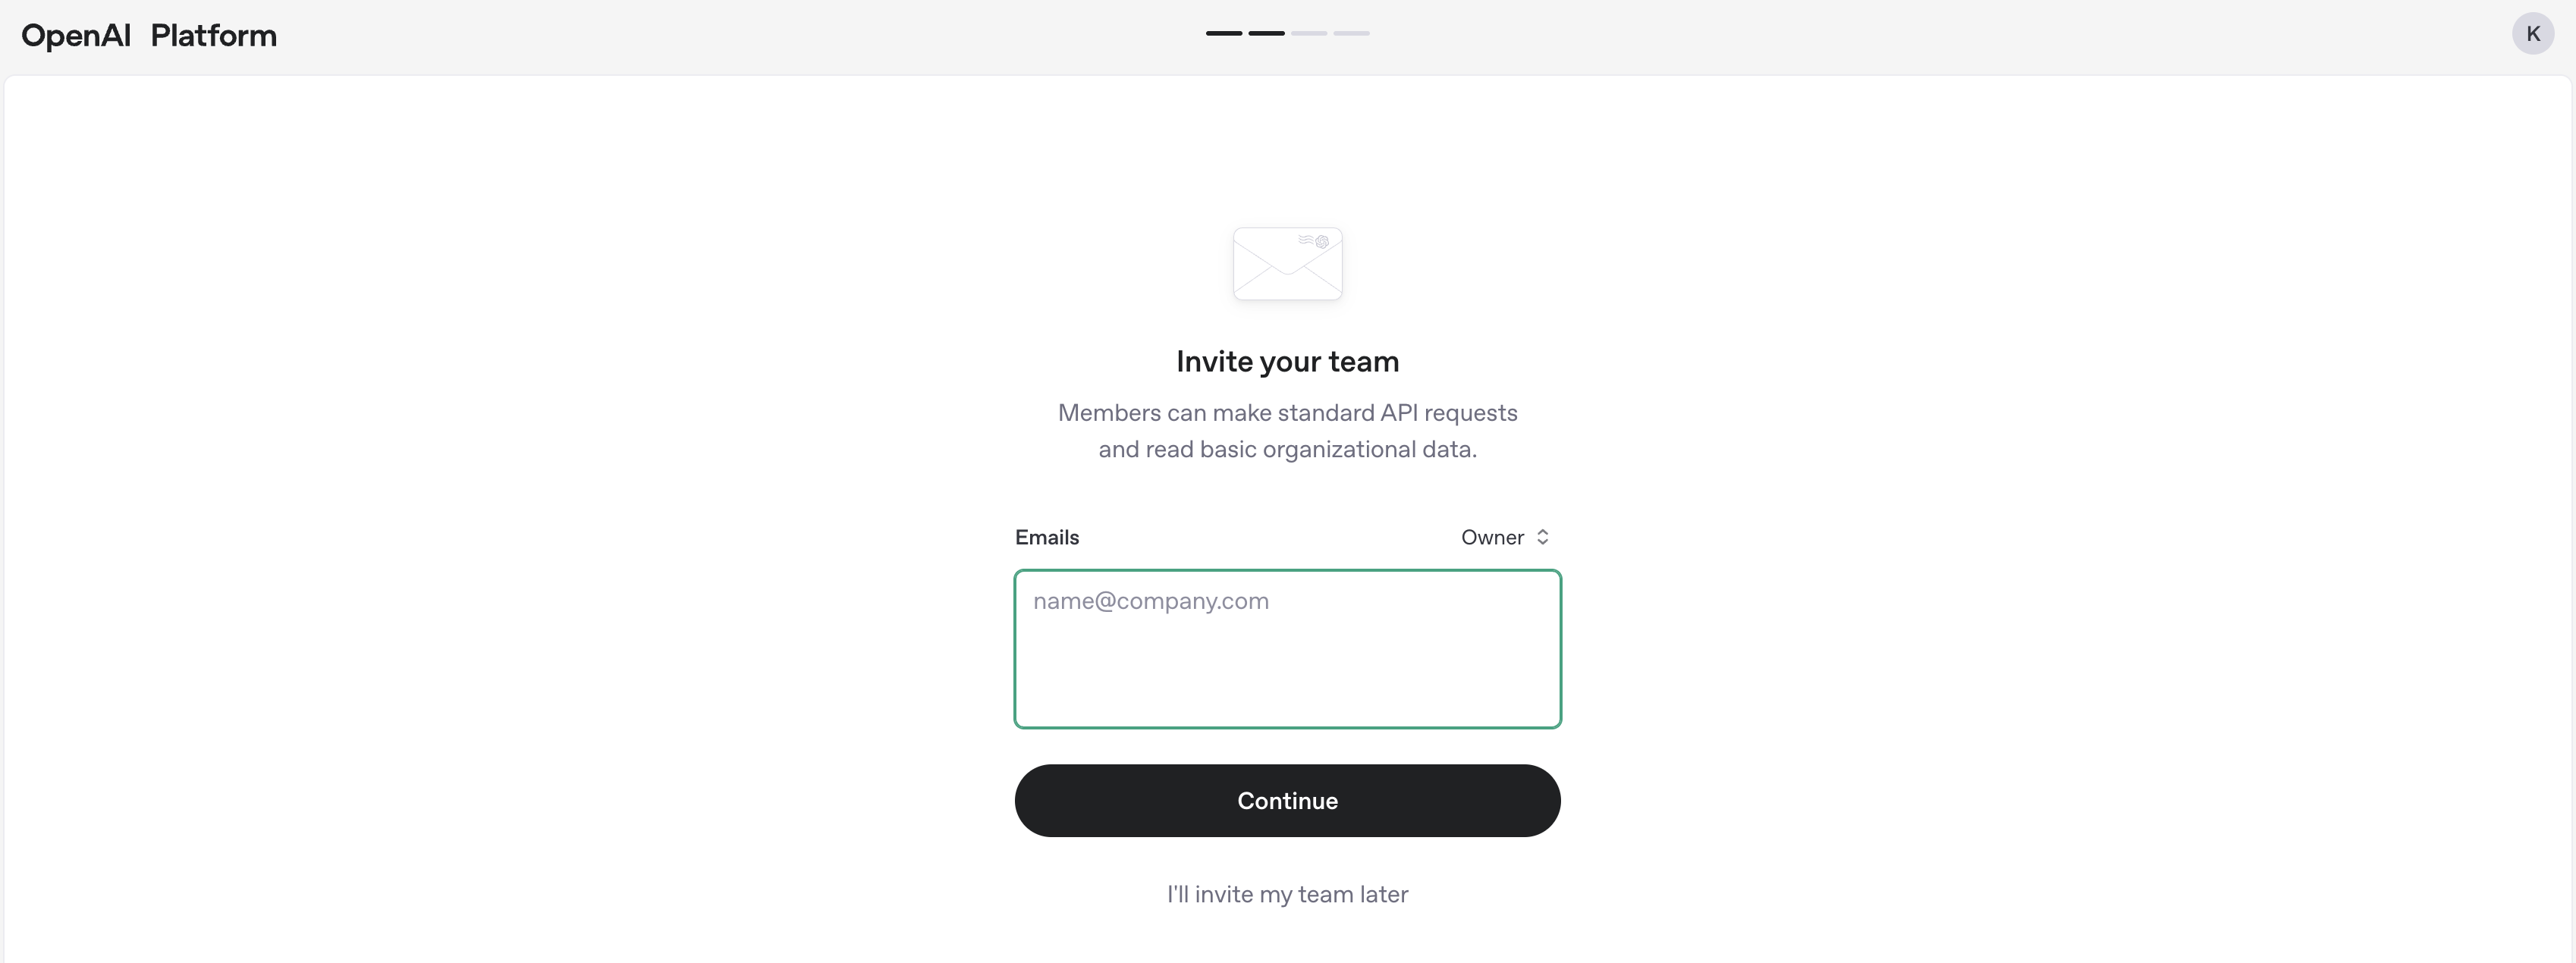 OpenAI Platform
K
Invite your team
Members can make standard API requests
and read basic organizational data.
Emails
Owner
name@company.com
Continue
I'll invite my team later